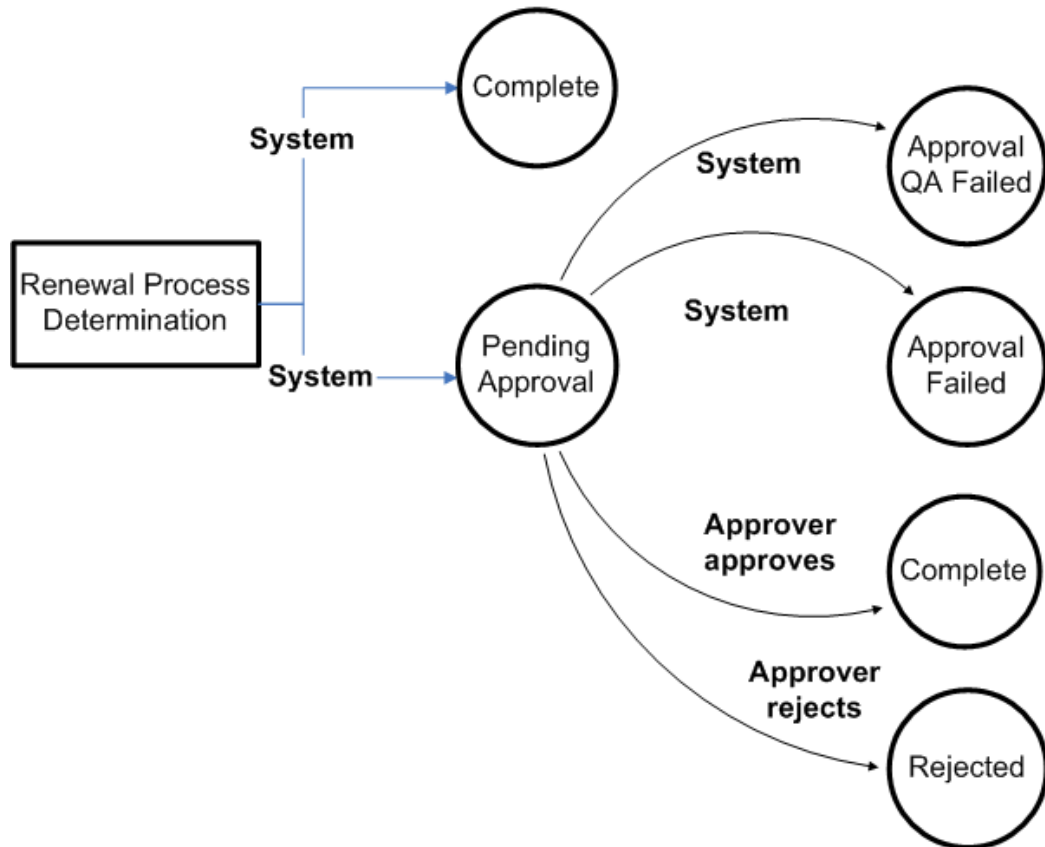 Complete
System
Renewal Process
Determination
System
Pending
Approval
System
Approval
QA Failed
System
Approval
Failed
Approver
approves
Complete
Approver
rejects
Rejected